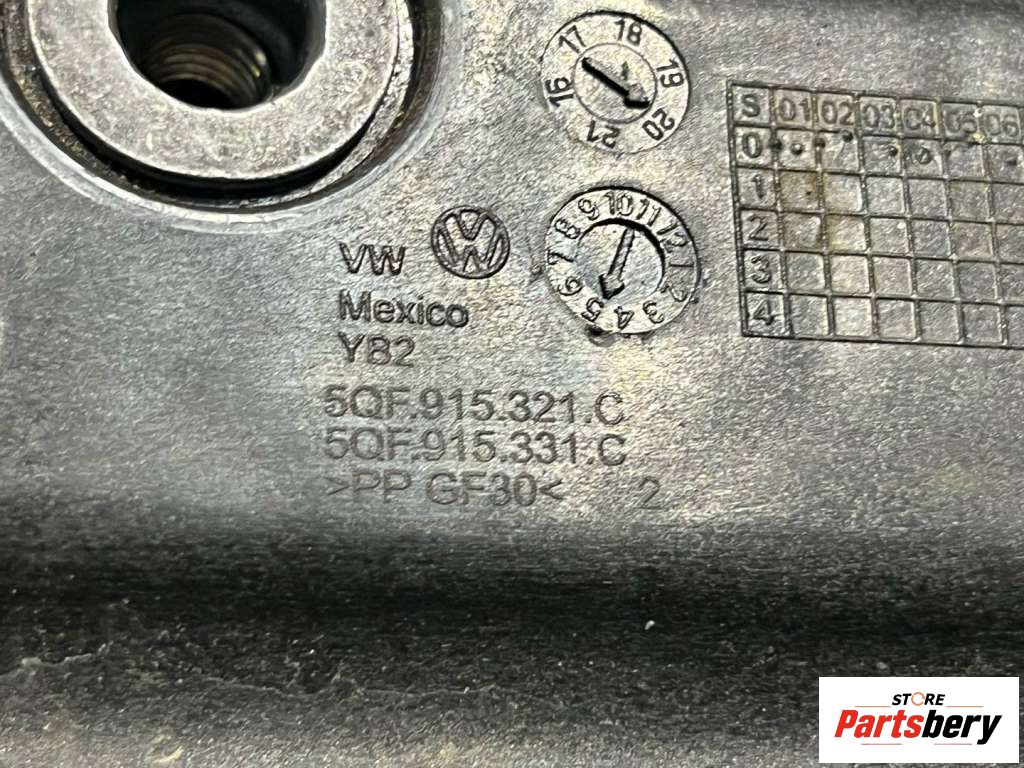 16 17 18 19 20 21
S 01 02 03 04 05 06
0
1
2
3
4
1 2 3 4 5 6 7 8 9 10 11 12
VW
Mexico
YB2
5QF.915.321.C
5QF.915.331.C
>PP GF30< 2
STORE
Partsbery